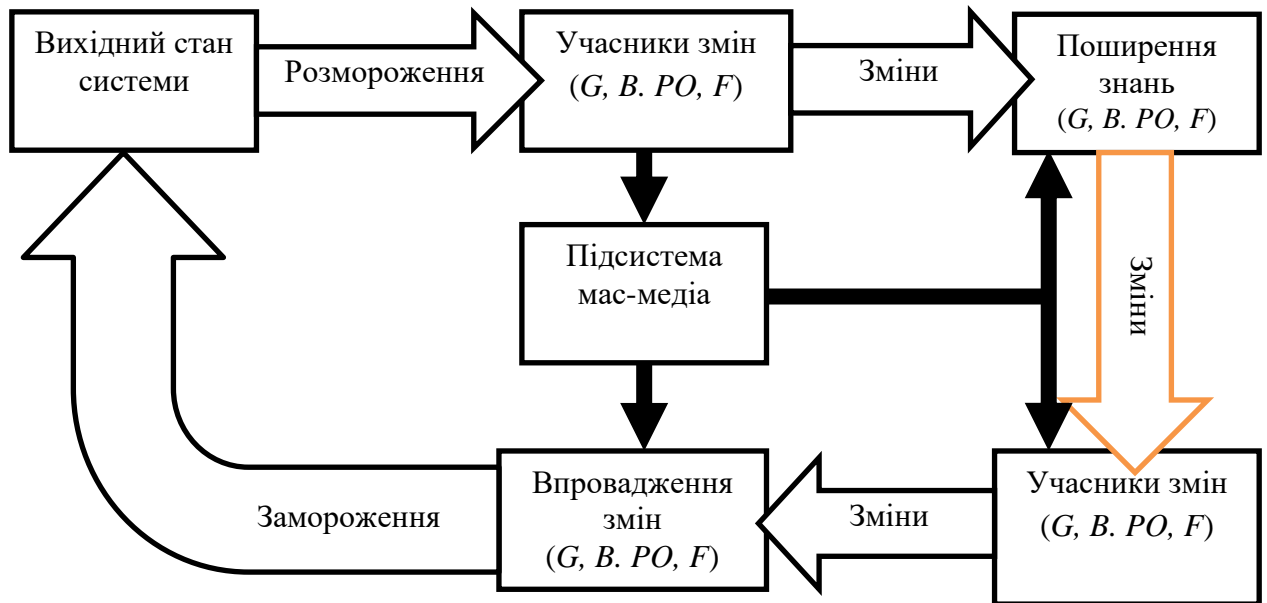 Вихідний стан
системи
Розмороження
Учасники змін
(G, B. PO, F)
Зміни
Поширення
знань
(G, B. PO, F)
Підсистема
мас-медіа
Зміни
Замороження
Впровадження
змін
(G, B. PO, F)
Зміни
Учасники змін
(G, B. PO, F)